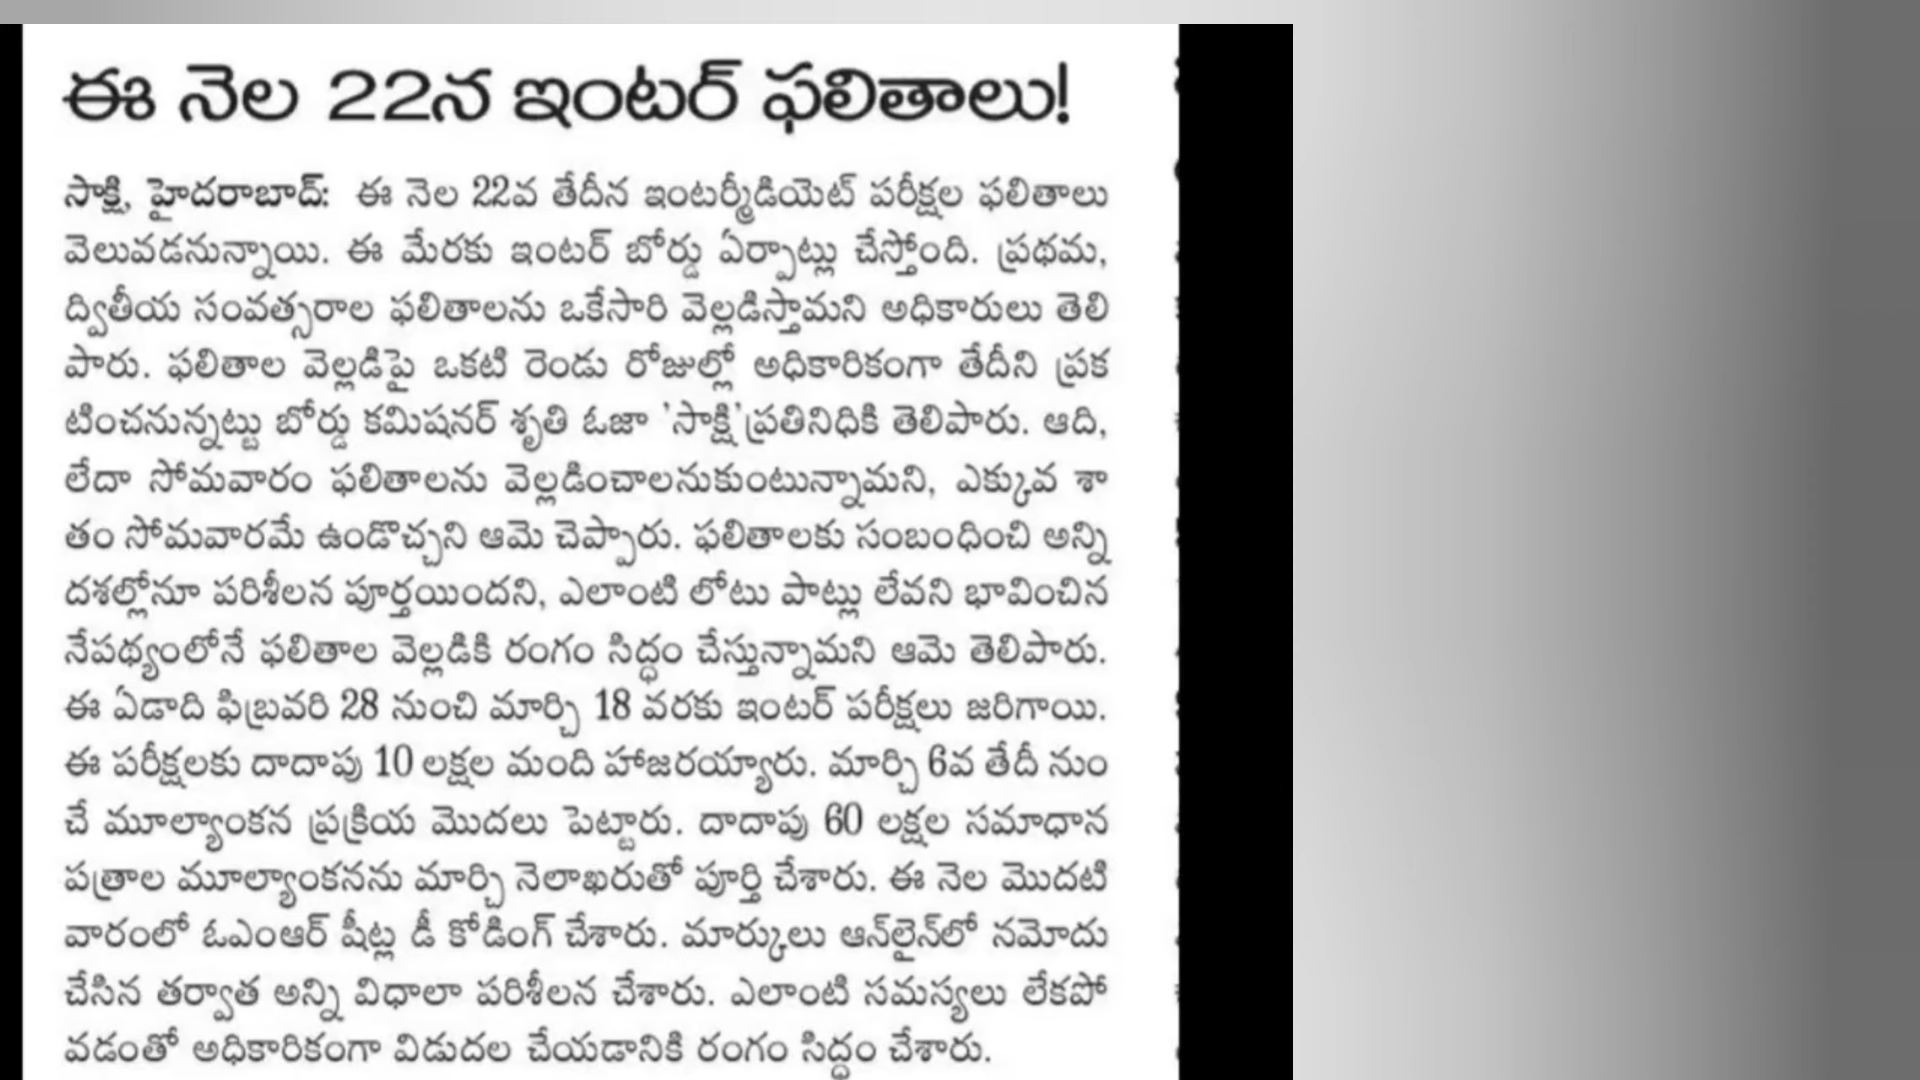 ఈ నెల 22న ఇంటర్ ఫలితాలు!
సాక్షి, హైదరాబాద్: ఈ నెల 22వ తేదీన ఇంటర్మీడియెట్ పరీక్షల ఫలితాలు
వెలువడనున్నాయి. ఈ మేరకు ఇంటర్ బోర్డు ఏర్పాట్లు చేస్తోంది. ప్రథమ,
ద్వితీయ సంవత్సరాల ఫలితాలను ఒకేసారి వెల్లడిస్తామని అధికారులు తెలి
పారు. ఫలితాల వెల్లడిపై ఒకటి రెండు రోజుల్లో అధికారికంగా తేదీని ప్రక
టించనున్నట్టు బోర్డు కమిషనర్ శృతి ఓజా 'సాక్షి'ప్రతినిధికి తెలిపారు. ఆది,
లేదా సోమవారం ఫలితాలను వెల్లడించాలనుకుంటున్నామని, ఎక్కువ శా
తం సోమవారమే ఉండొచ్చని ఆమె చెప్పారు. ఫలితాలకు సంబంధించి అన్ని
దశల్లోనూ పరిశీలన పూర్తయిందని, ఎలాంటి లోటు పాట్లు లేవని భావించిన
నేపథ్యంలోనే ఫలితాల వెల్లడికి రంగం సిద్ధం చేస్తున్నామని ఆమె తెలిపారు.
ఈ ఏడాది ఫిబ్రవరి 28 నుంచి మార్చి 18 వరకు ఇంటర్ పరీక్షలు జరిగాయి.
ఈ పరీక్షలకు దాదాపు 10 లక్షల మంది హాజరయ్యారు. మార్చి 6వ తేదీ నుం
చే మూల్యాంకన ప్రక్రియ మొదలు పెట్టారు. దాదాపు 60 లక్షల సమాధాన
పత్రాల మూల్యాంకనను మార్చి నెలాఖరుతో పూర్తి చేశారు. ఈ నెల మొదటి
వారంలో ఓఎంఆర్ షీట్ల డీ కోడింగ్ చేశారు. మార్కులు ఆన్‌లైన్‌లో నమోదు
చేసిన తర్వాత అన్ని విధాలా పరిశీలన చేశారు. ఎలాంటి సమస్యలు లేకపో
వడంతో అధికారికంగా విడుదల చేయడానికి రంగం సిద్ధం చేశారు.